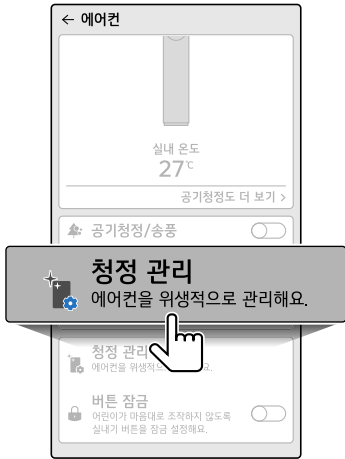 ← 에어컨
실내 온도
27℃
공기청정도 더 보기 >
공기청정/송풍
청정 관리
에어컨을 위생적으로 관리해요.
청정 관리
에어컨을 위생적으
요.
버튼 잠금
어린이가 마음대로 조작하지 않도록
실내기 버튼을 잠금 설정해요.